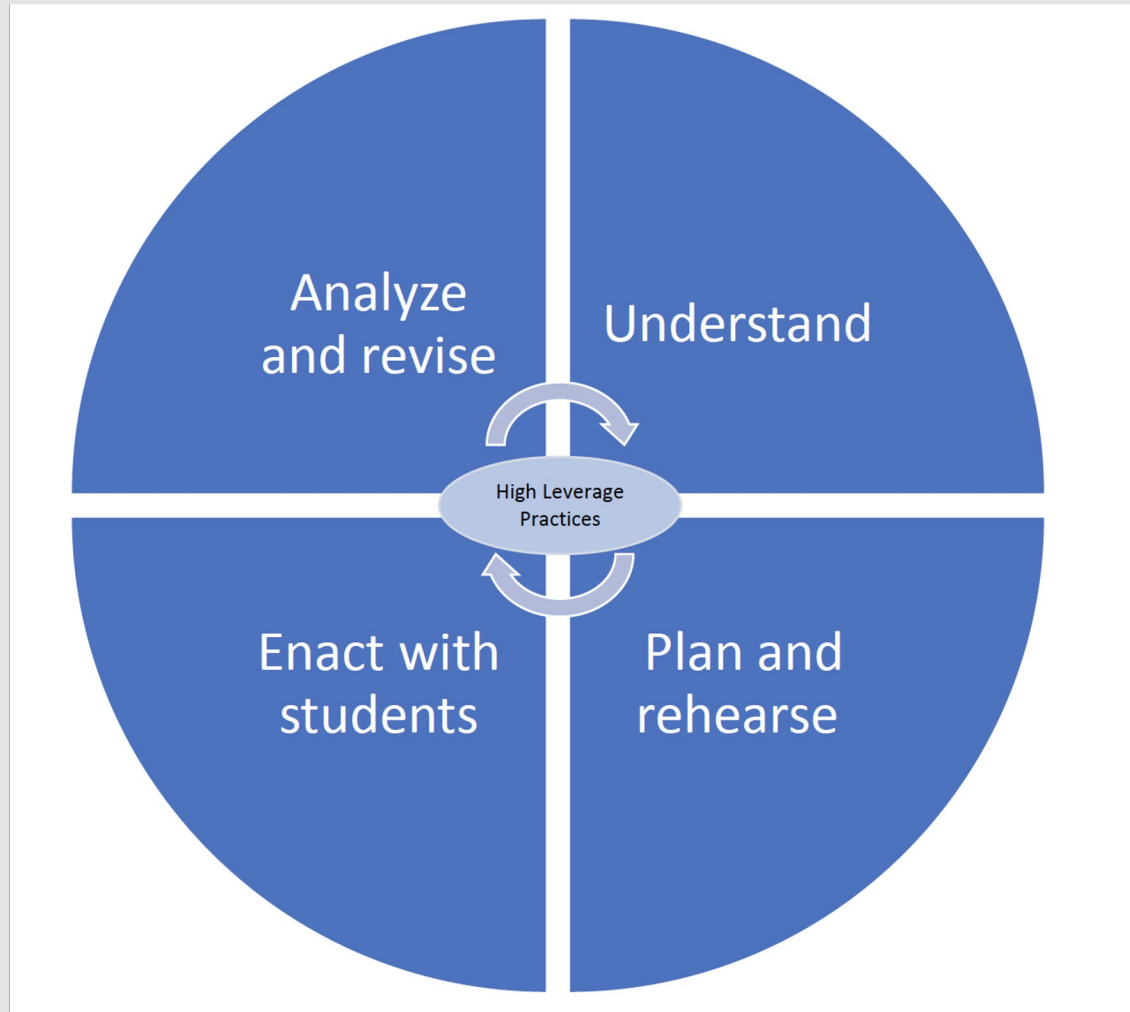 Analyze
and revise
Understand
High Leverage
Practices
Enact with
students
Plan and
rehearse